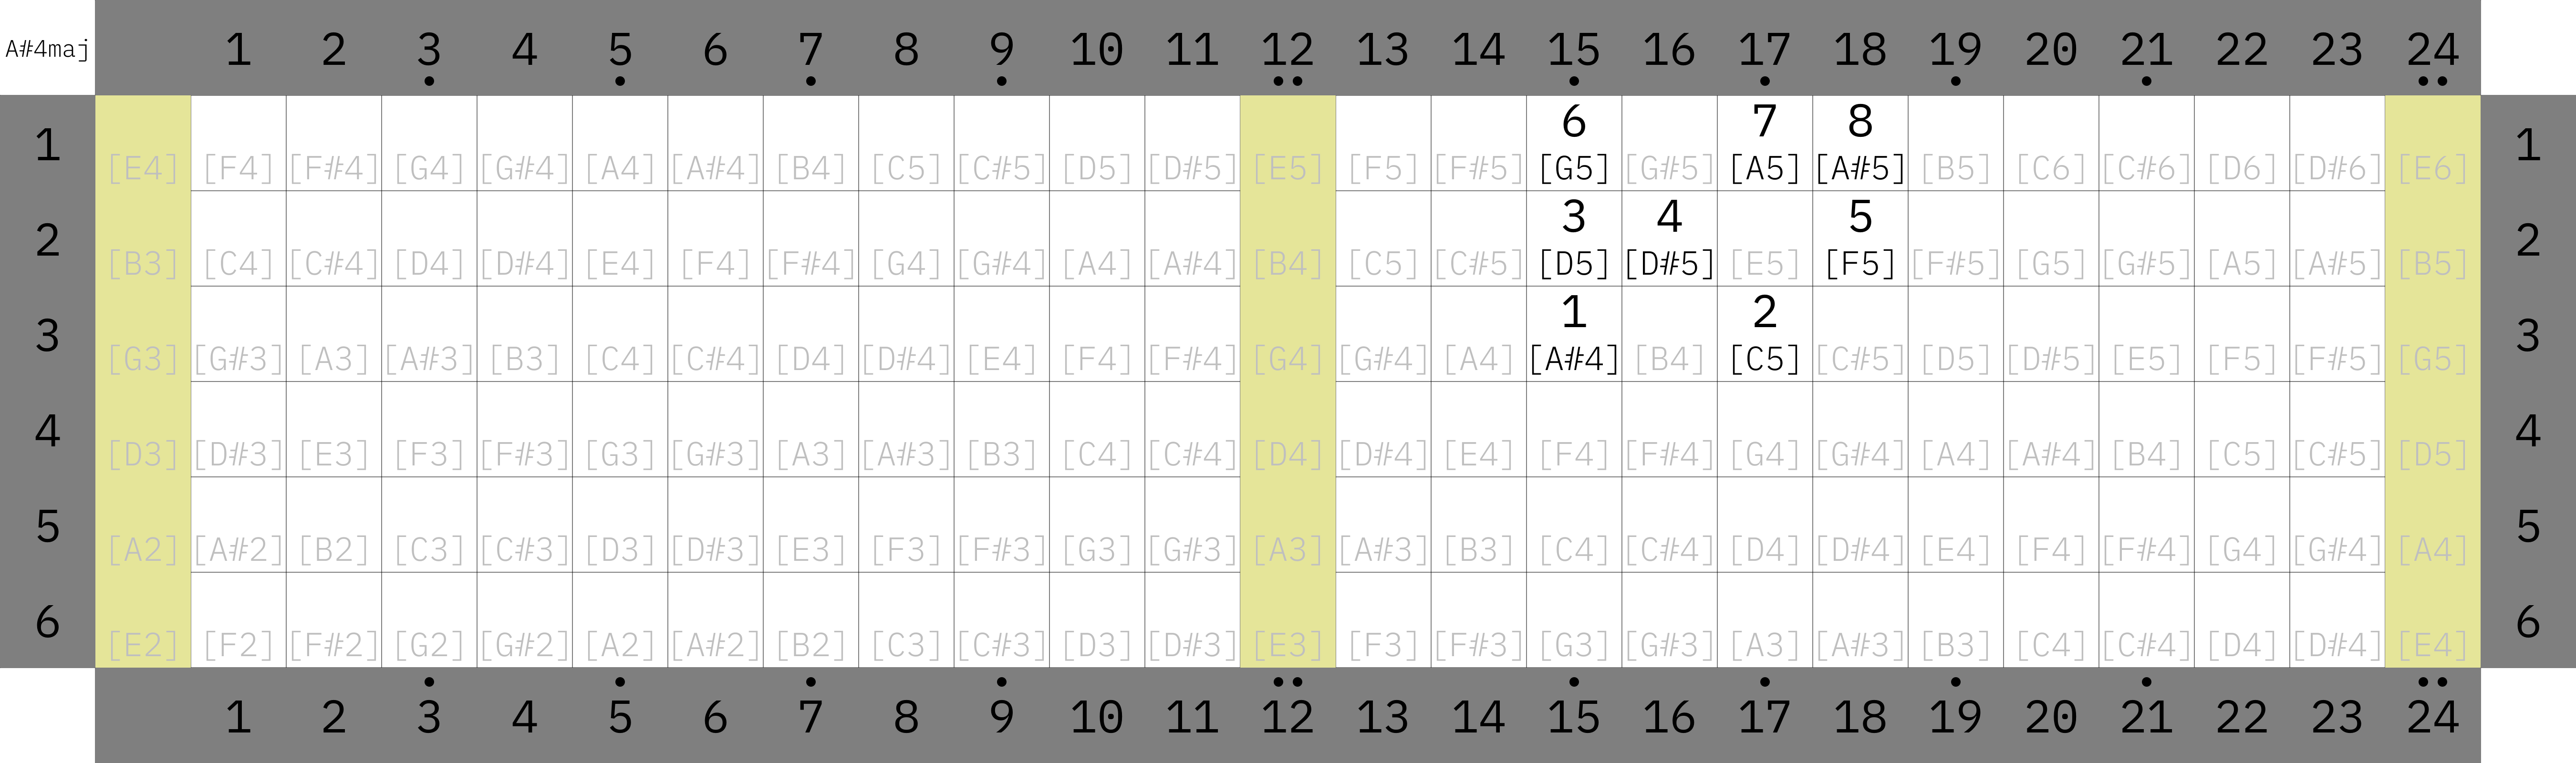 A#4maj 1 2 3 4 5 6 7 8 9 10 11 12 13 14 15 16 17 18 19 20 21 22 23 24
6 7 8
1 [E4] [F4] [F#4] [G4] [G#4] [A4] [A#4] [B4] [C5] [C#5] [D5] [D#5] [E5] [F5] [F#5] [G5] [G#5] [A5] [A#5] [B5] [C6] [C#6] [D6] [D#6] [E6] 1
3 4 5
2 [B3] [C4] [C#4] [D4] [D#4] [E4] [F4] [F#4] [G4] [G#4] [A4] [A#4] [B4] [C5] [C#5] [D5] [D#5] [E5] [F5] [F#5] [G5] [G#5] [A5] [A#5] [B5] 2
1 2
3 [G3] [G#3] [A3] [A#3] [B3] [C4] [C#4] [D4] [D#4] [E4] [F4] [F#4] [G4] [G#4] [A4] [A#4] [B4] [C5] [C#5] [D5] [D#5] [E5] [F5] [F#5] [G5] 3
4 [D3] [D#3] [E3] [F3] [F#3] [G3] [G#3] [A3] [A#3] [B3] [C4] [C#4] [D4] [D#4] [E4] [F4] [F#4] [G4] [G#4] [A4] [A#4] [B4] [C5] [C#5] [D5] 4
5 [A2] [A#2] [B2] [C3] [C#3] [D3] [D#3] [E3] [F3] [F#3] [G3] [G#3] [A3] [A#3] [B3] [C4] [C#4] [D4] [D#4] [E4] [F4] [F#4] [G4] [G#4] [A4] 5
6 [E2] [F2] [F#2] [G2] [G#2] [A2] [A#2] [B2] [C3] [C#3] [D3] [D#3] [E3] [F3] [F#3] [G3] [G#3] [A3] [A#3] [B3] [C4] [C#4] [D4] [D#4] [E4] 6
1 2 3 4 5 6 7 8 9 10 11 12 13 14 15 16 17 18 19 20 21 22 23 24